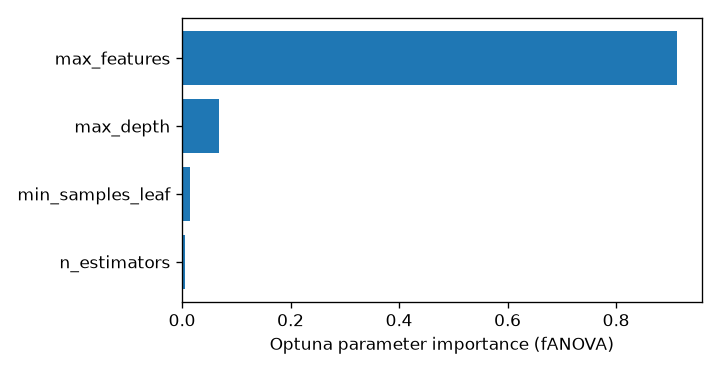 max_features
max_depth
min_samples_leaf
n_estimators
0.0 0.2 0.4 0.6 0.8
Optuna parameter importance (fANOVA)